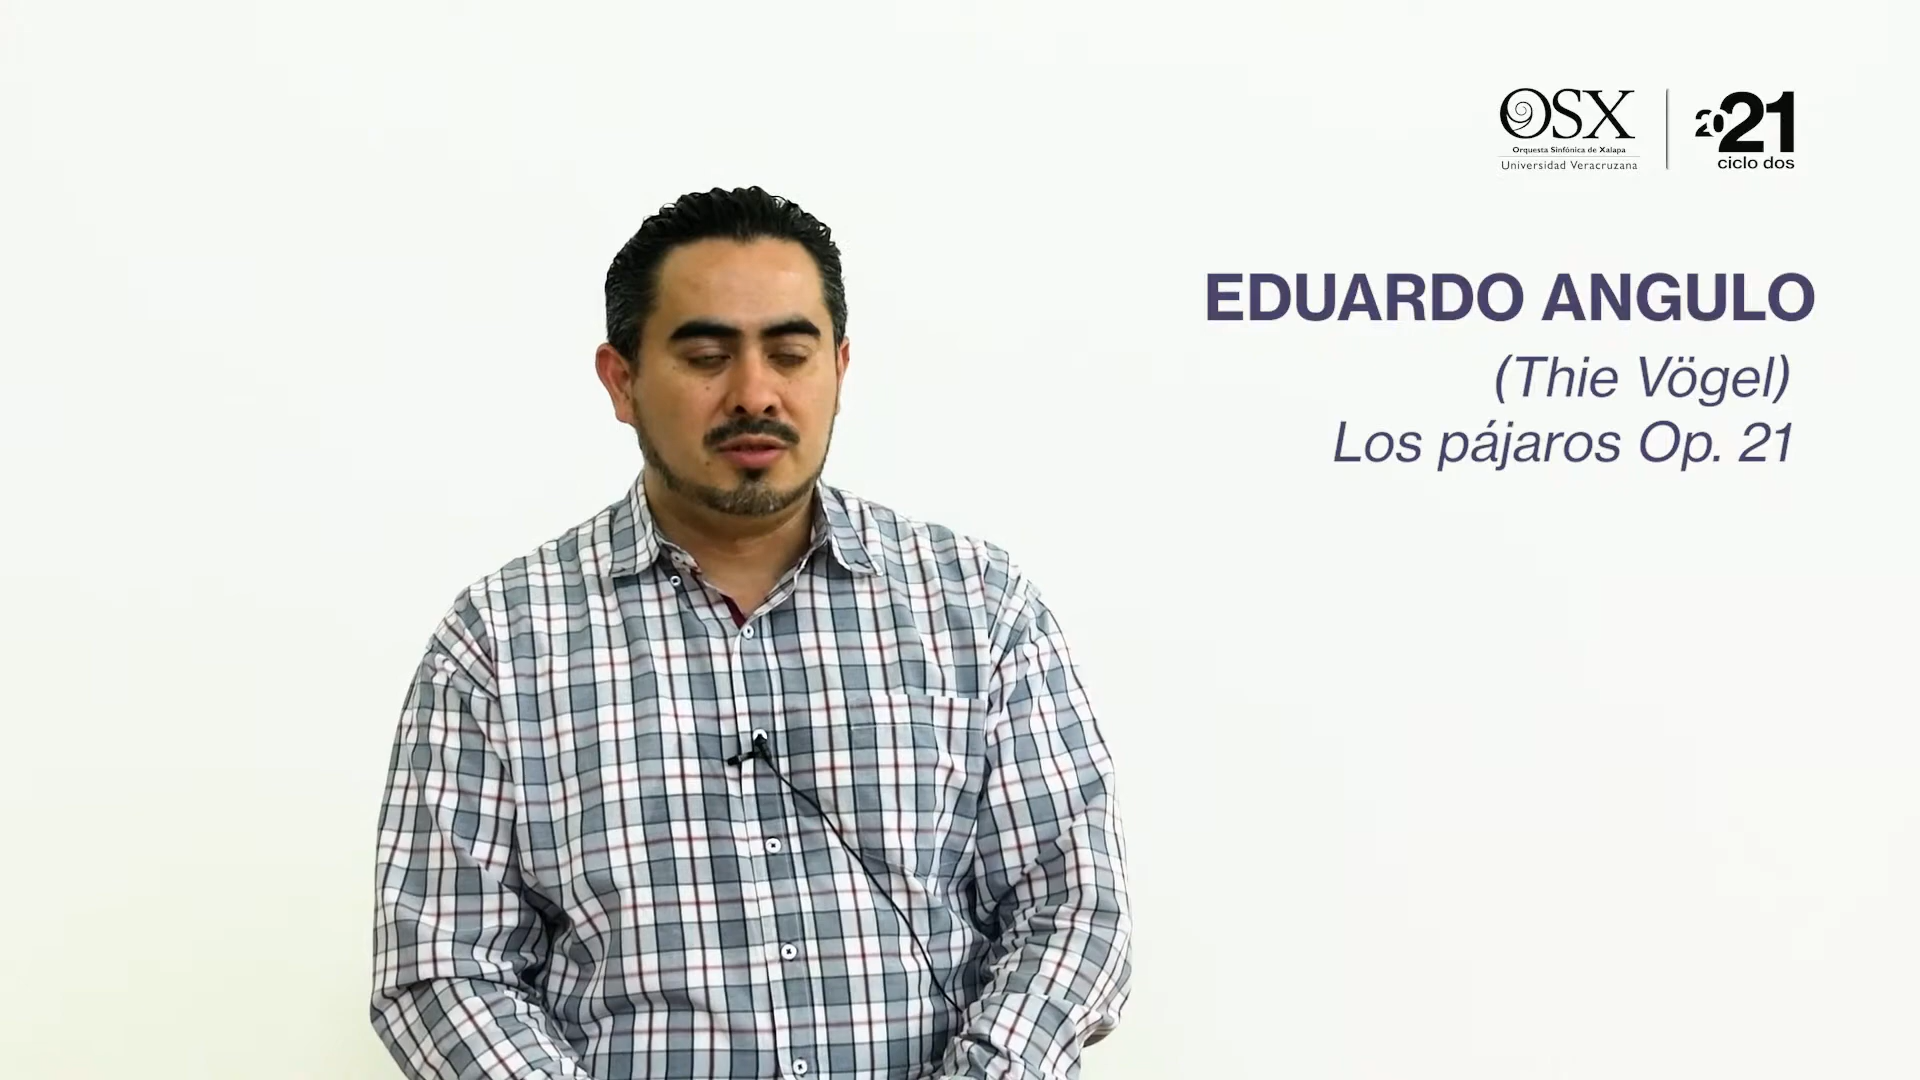 OSX
Orquesta Sinfónica de Xalapa
Universidad Veracruzana
2021
ciclo dos
EDUARDO ANGULO
(Thie Vögel)
Los pájaros Op. 21